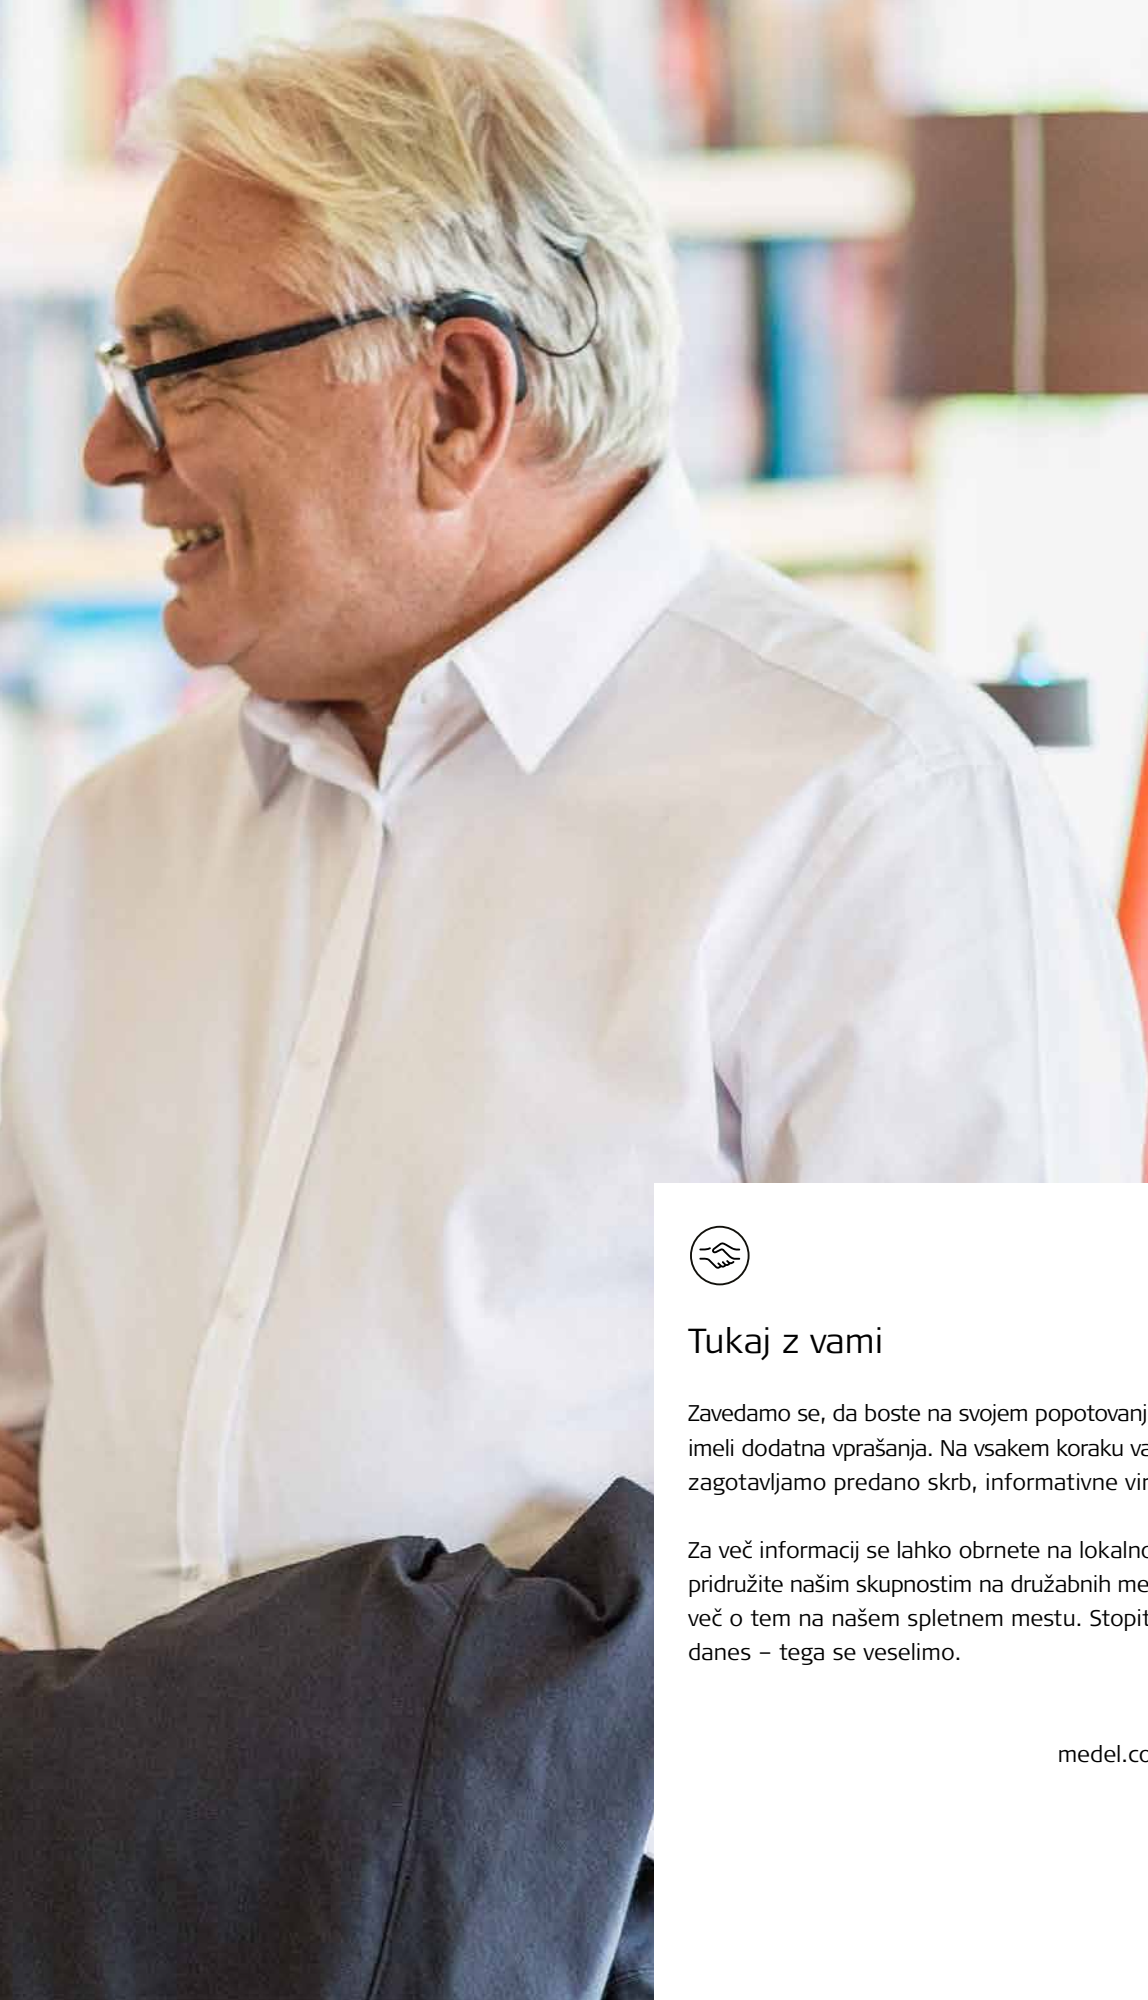 Tukaj z vami
Zavedamo se, da boste na svojem popotovanj
imeli dodatna vprašanja. Na vsakem koraku va
zagotavljamo predano skrb, informativne vir
Za več informacij se lahko obrnete na lokalno
pridružite našim skupnostim na družabnih me
več o tem na našem spletnem mestu. Stopit
danes – tega se veselimo.
medel.co